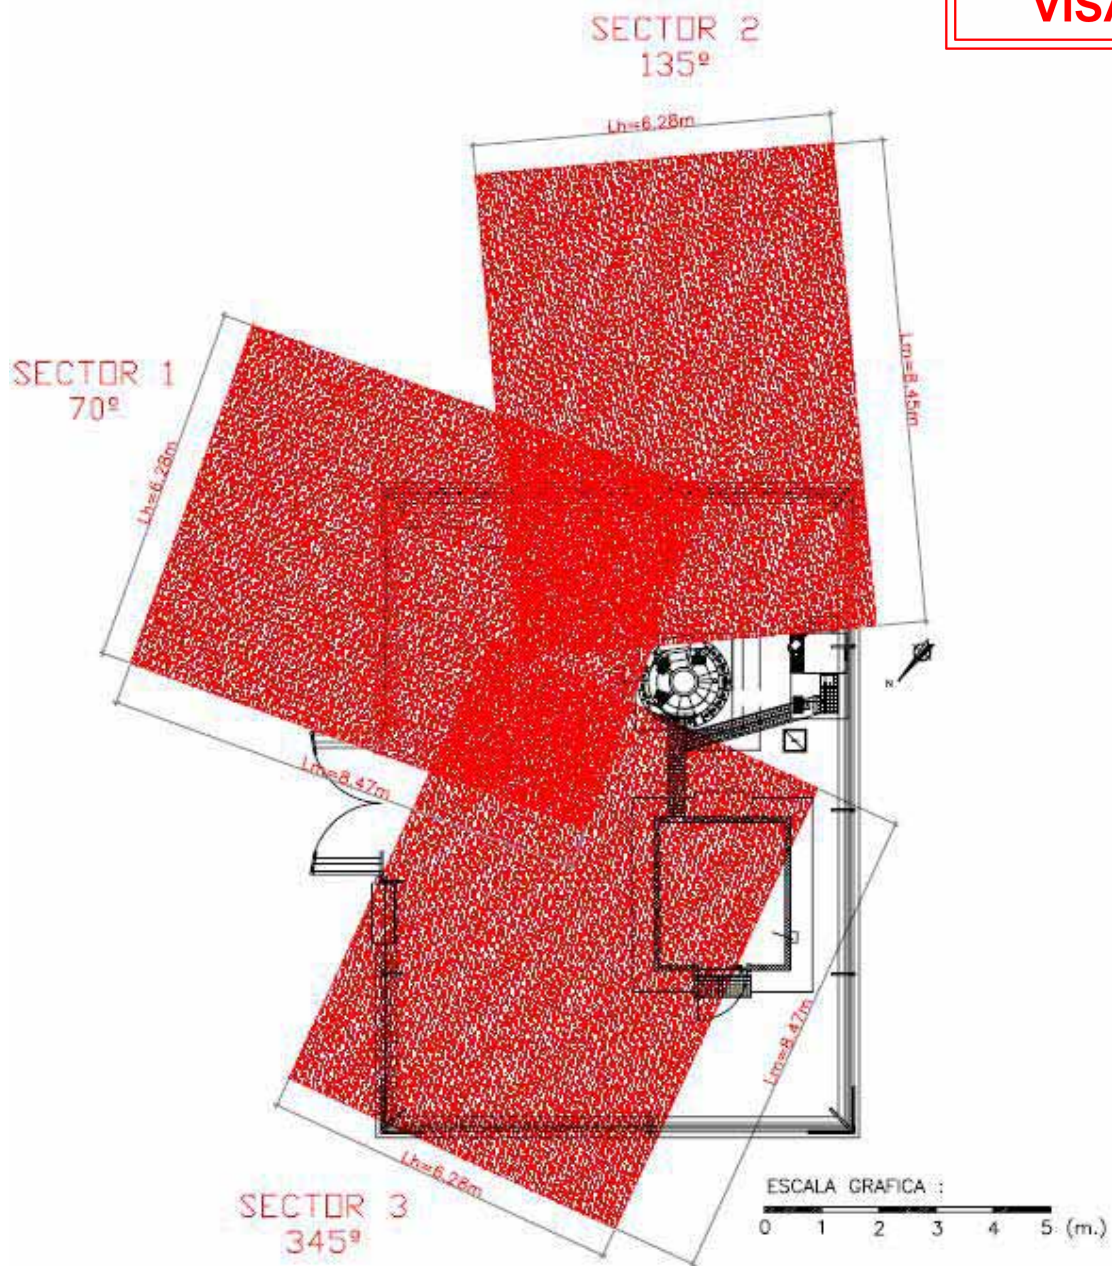 VISA
SECTOR 2
135º
Lh=6.28m
Lm=8.45m
SECTOR 1
70º
Lh=6.28m
Lm=8.47m
N
Lm=8.47m
Lh=6.28m
SECTOR 3
345º
ESCALA GRAFICA :
0 1 2 3 4 5 (m.)